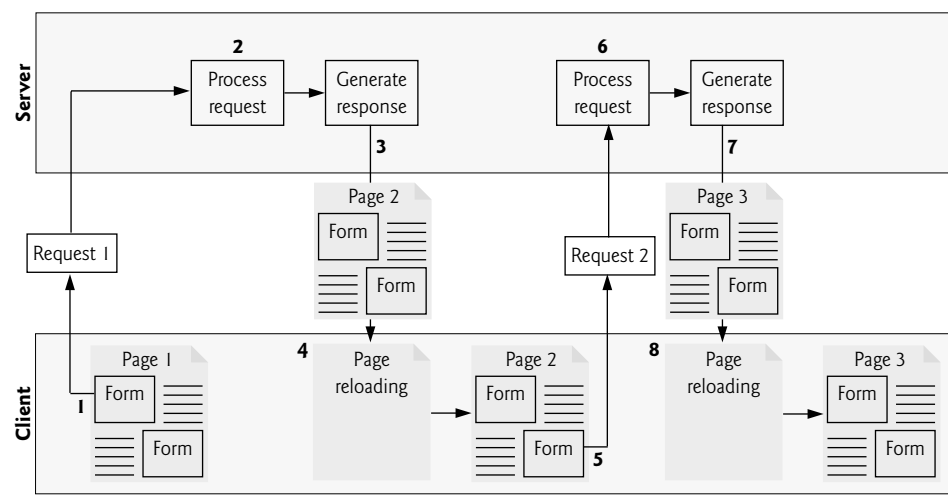 Server
2
Process
request
Generate
response
3
6
Process
request
Generate
response
7
Request 1
Page 2
Form
Form
Request 2
Page 3
Form
Form
Client
Page 1
Form
Form
1
4
Page
reloading
Page 2
Form
Form
5
8
Page
reloading
Page 3
Form
Form